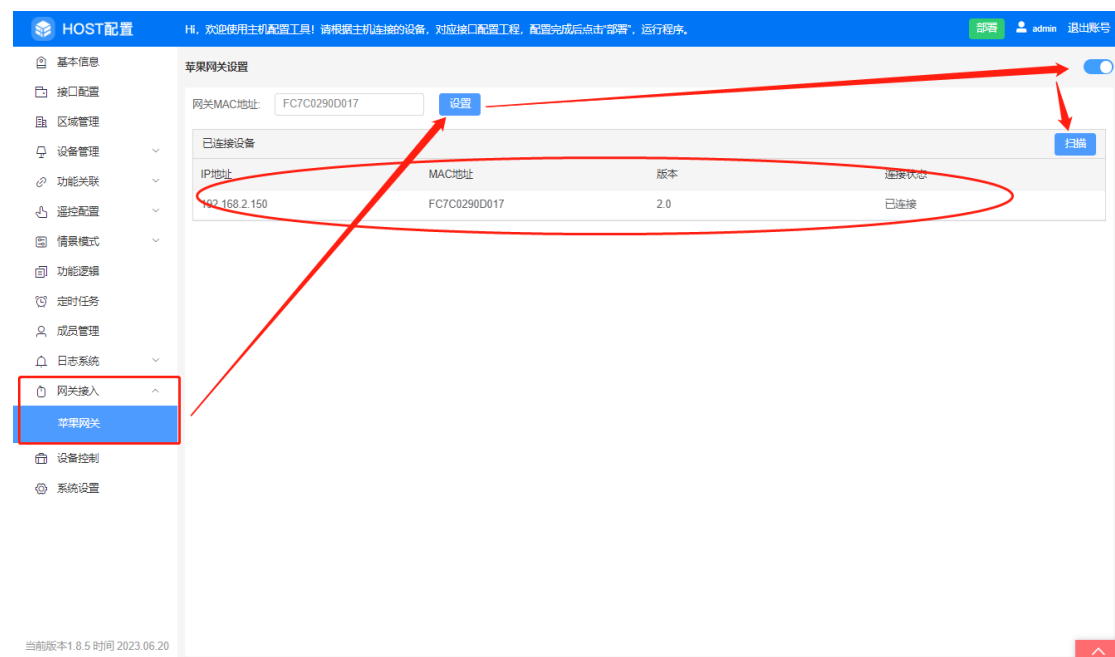 HOST配置
Hi，欢迎使用主机配置工具！请根据主机连接的设备，对应接口配置工程，配置完成后点击“部署”，运行程序。
部署
admin
退出账号
基本信息
接口配置
区域管理
设备管理
功能关联
遥控配置
情景模式
功能逻辑
定时任务
成员管理
日志系统
网关接入
苹果网关
设备控制
系统设置
当前版本1.8.5 时间 2023.06.20
苹果网关设置
网关MAC地址: FC7C0290D017 设置
已连接设备 扫描
IP地址 MAC地址 版本 连接状态
192.168.2.150 FC7C0290D017 2.0 已连接